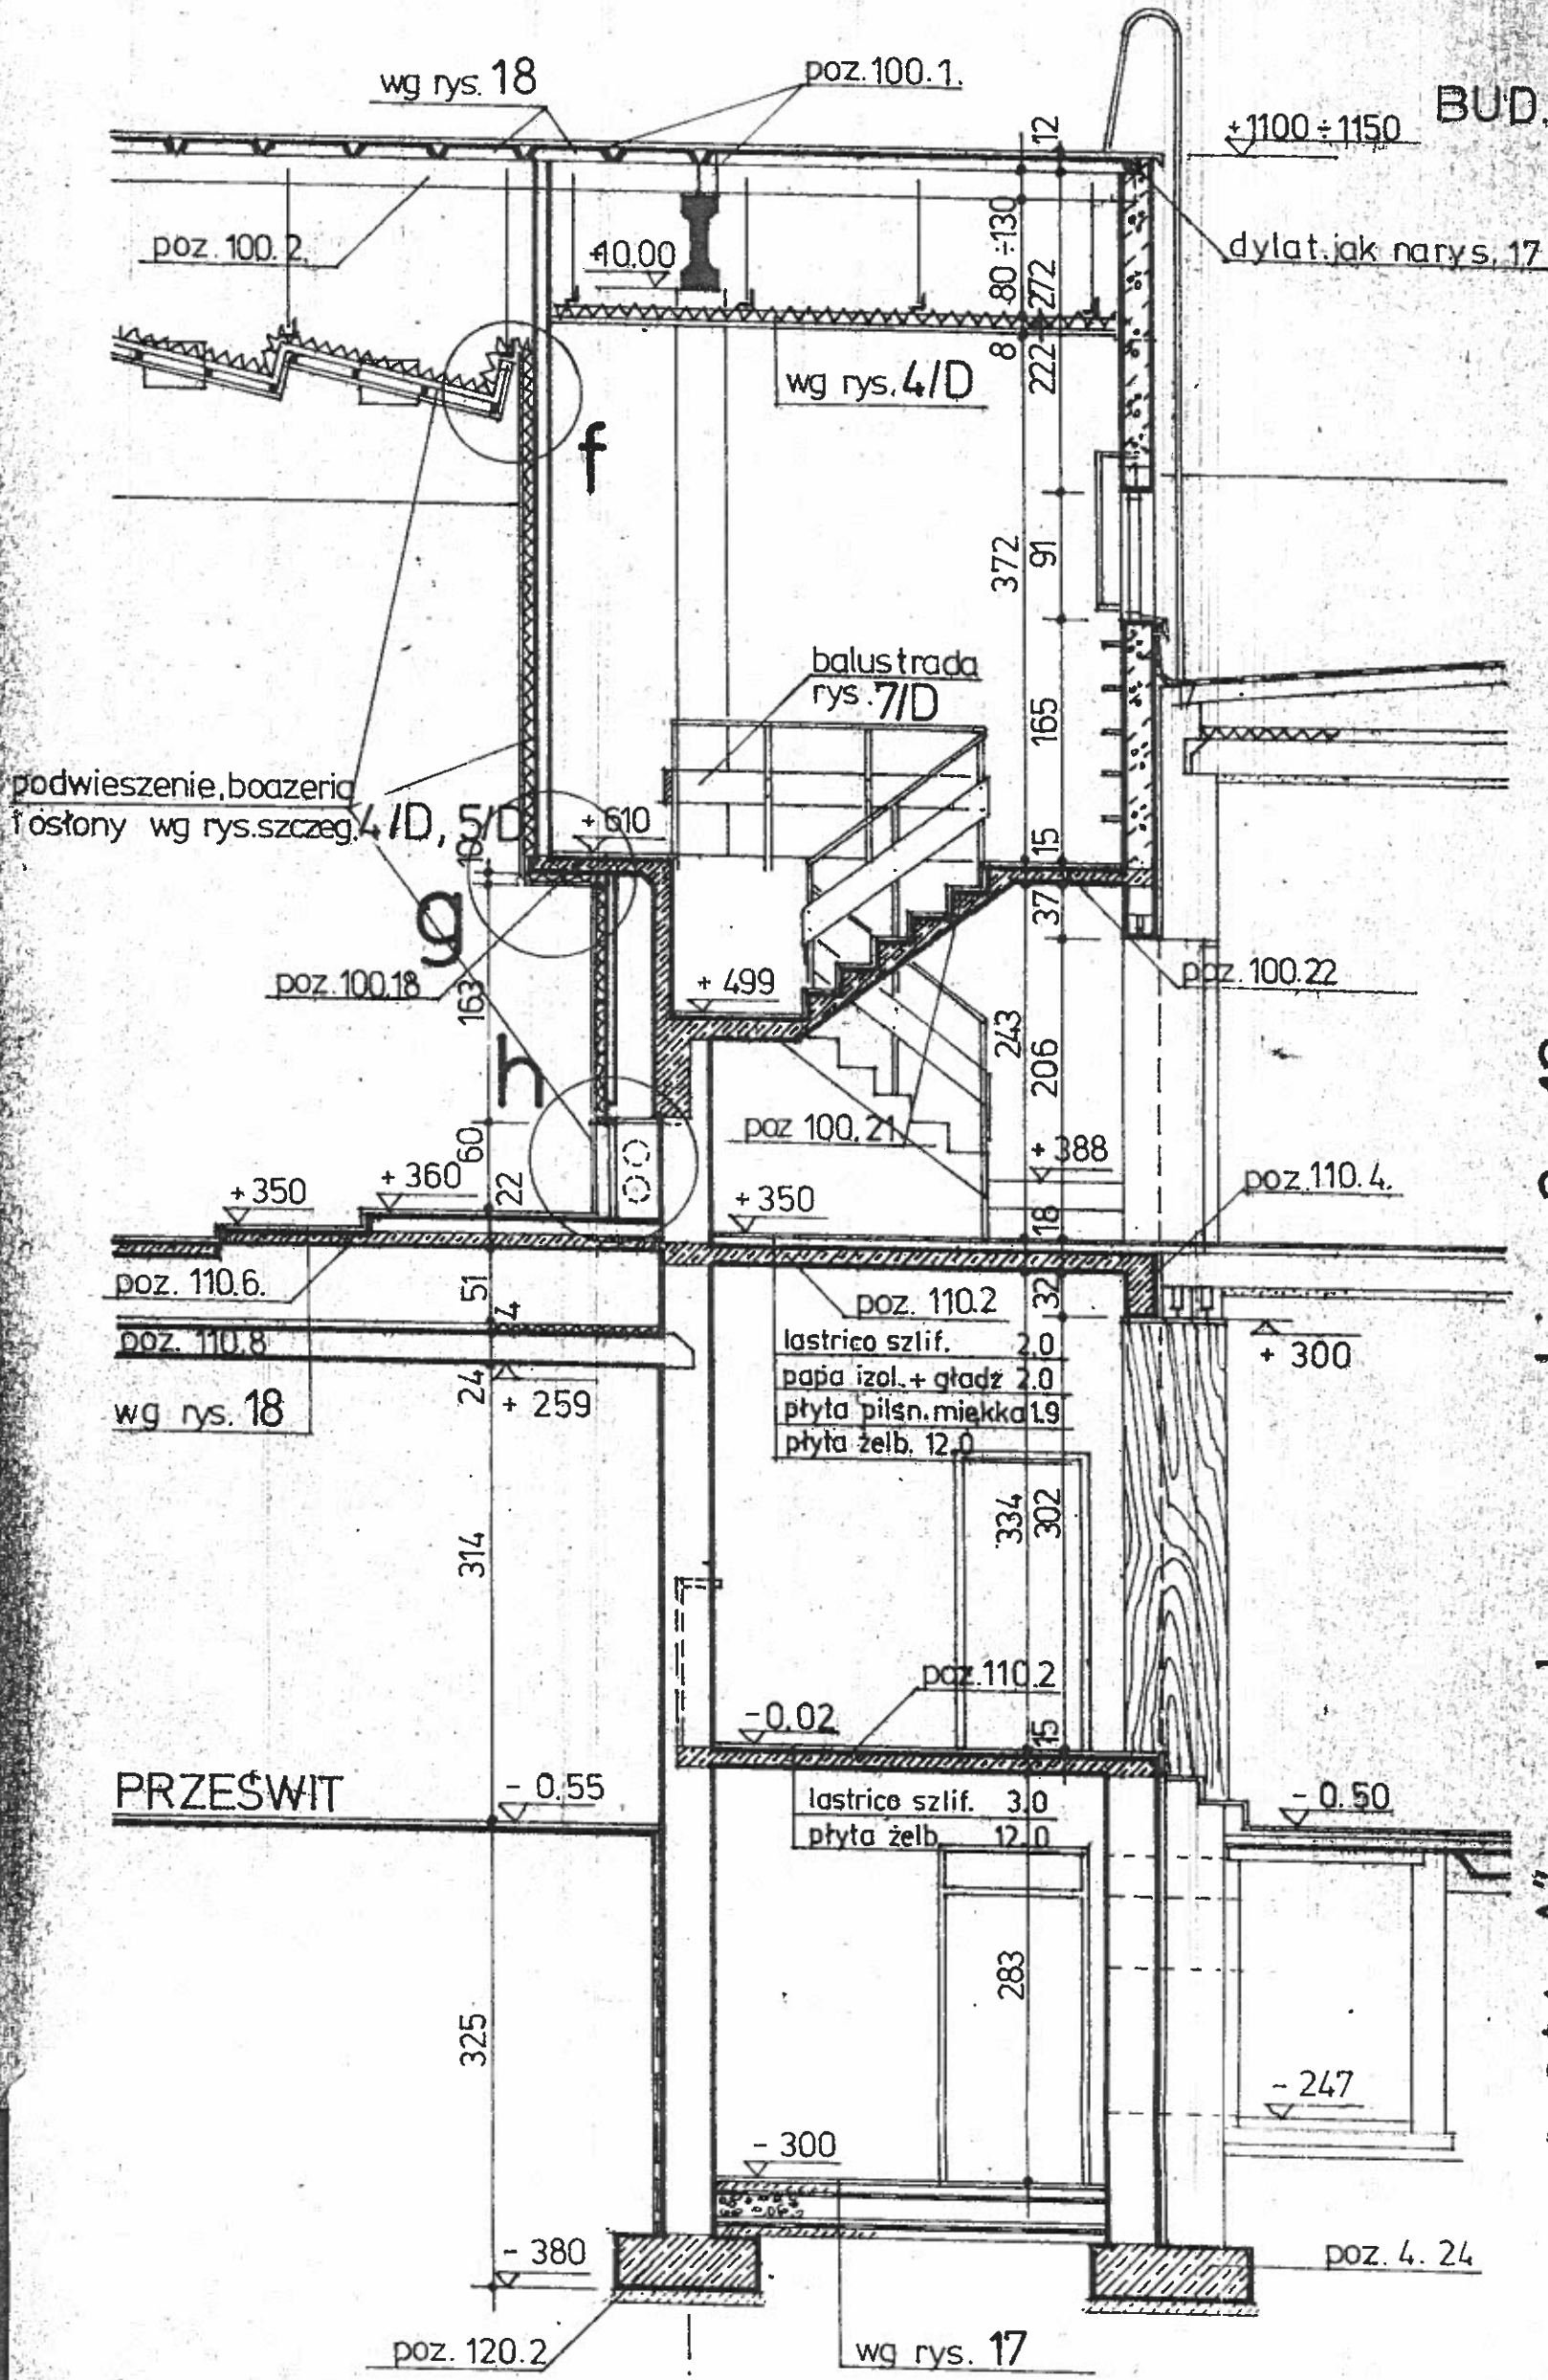 wg rys. 18
poz.100.1.
BUD.
+1100÷1150
12
poz.100.2.
+10.00
80÷130
272
dylat.jak na rys. 17
8
222
wg rys. 4/D
f
372
91
balustrada
rys. 7/D
165
podwieszenie, boazeria
i osłony wg rys.szczeg. 4/D, 5/D
+610
15
10
37
g
poz.100.18
163
+ 499
poz.100.22
243
206
h
poz 100.21
60
22
+ 388
+350
+ 360
+350
18
poz.110.4.
poz. 110.6.
51
4
poz. 110.2
32
poz. 110.8
lastrico szlif. 2.0
papa izol.+ gładź 2.0
płyta pilśn.miękka 1.9
płyta żelb. 12.0
+ 300
wg rys. 18
24
+ 259
314
334
302
poz.110.2
-0.02
15
PRZEŚWIT
- 0.55
- 0.50
lastrico szlif. 3.0
płyta żelb. 12.0
325
283
- 247
- 300
- 380
poz. 4. 24
poz. 120.2
wg rys. 17